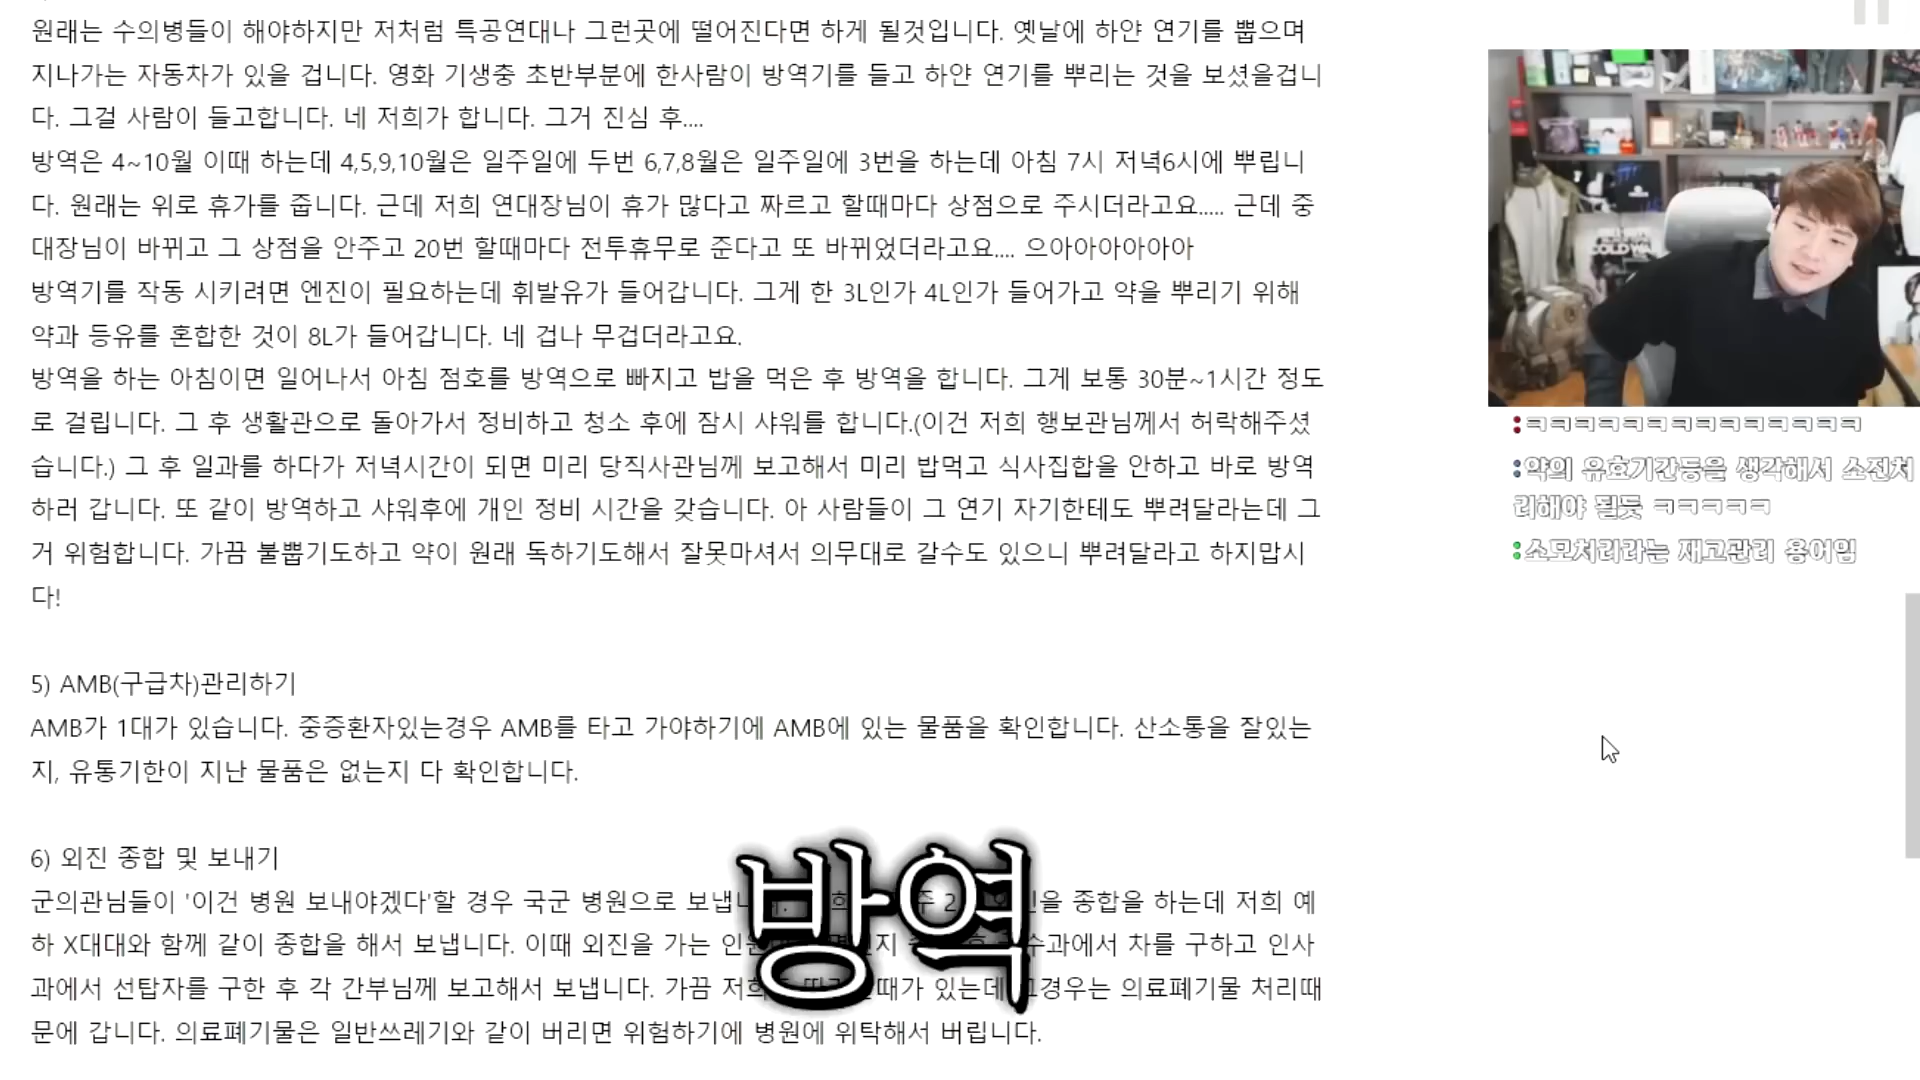 원래는 수의병들이 해야하지만 저처럼 특공연대나 그런곳에 떨어진다면 하게 될것입니다. 옛날에 하얀 연기를 뿜으며
지나가는 자동차가 있을 겁니다. 영화 기생충 초반부분에 한사람이 방역기를 들고 하얀 연기를 뿌리는 것을 보셨을겁니
다. 그걸 사람이 들고합니다. 네 저희가 합니다. 그거 진심 후....
방역은 4~10월 이때 하는데 4,5,9,10월은 일주일에 두번 6,7,8월은 일주일에 3번을 하는데 아침 7시 저녁6시에 뿌립니
다. 원래는 위로 휴가를 줍니다. 근데 저희 연대장님이 휴가 많다고 짜르고 할때마다 상점으로 주시더라고요..... 근데 중
대장님이 바뀌고 그 상점을 안주고 20번 할때마다 전투휴무로 준다고 또 바뀌었더라고요.... 으아아아아아아
방역기를 작동 시키려면 엔진이 필요하는데 휘발유가 들어갑니다. 그게 한 3L인가 4L인가 들어가고 약을 뿌리기 위해
약과 등유를 혼합한 것이 8L가 들어갑니다. 네 겁나 무겁더라고요.
방역을 하는 아침이면 일어나서 아침 점호를 방역으로 빠지고 밥을 먹은 후 방역을 합니다. 그게 보통 30분~1시간 정도
로 걸립니다. 그 후 생활관으로 돌아가서 정비하고 청소 후에 잠시 샤워를 합니다.(이건 저희 행보관님께서 허락해주셨
습니다.) 그 후 일과를 하다가 저녁시간이 되면 미리 당직사관님께 보고해서 미리 밥먹고 식사집합을 안하고 바로 방역
하러 갑니다. 또 같이 방역하고 샤워후에 개인 정비 시간을 갖습니다. 아 사람들이 그 연기 자기한테도 뿌려달라는데 그
거 위험합니다. 가끔 불뿜기도하고 약이 원래 독하기도해서 잘못마셔서 의무대로 갈수도 있으니 뿌려달라고 하지맙시
다!
5) AMB(구급차)관리하기
AMB가 1대가 있습니다. 중증환자있는경우 AMB를 타고 가야하기에 AMB에 있는 물품을 확인합니다. 산소통을 잘있는
지, 유통기한이 지난 물품은 없는지 다 확인합니다.
6) 외진 종합 및 보내기
군의관님들이 '이건 병원 보내야겠다'할 경우 국군 병원으로 보냅 을 종합을 하는데 저희 예
하 X대대와 함께 같이 종합을 해서 보냅니다. 이때 외진을 가는 차를 구하고 인사
과에서 선탑자를 구한 후 각 간부님께 보고해서 보냅니다. 가끔 있는데 경우는 의료폐기물 처리때
문에 갑니다. 의료폐기물은 일반쓰레기와 같이 버리면 위험하기에 병원에 위탁해서 버립니다.
방역
:ㅋㅋㅋㅋㅋㅋㅋㅋㅋㅋㅋㅋㅋㅋ
:약의 유효기간등을 생각해서 소진처
리해야 될듯 ㅋㅋㅋㅋㅋ
:소모처리라는 재고관리 용어임